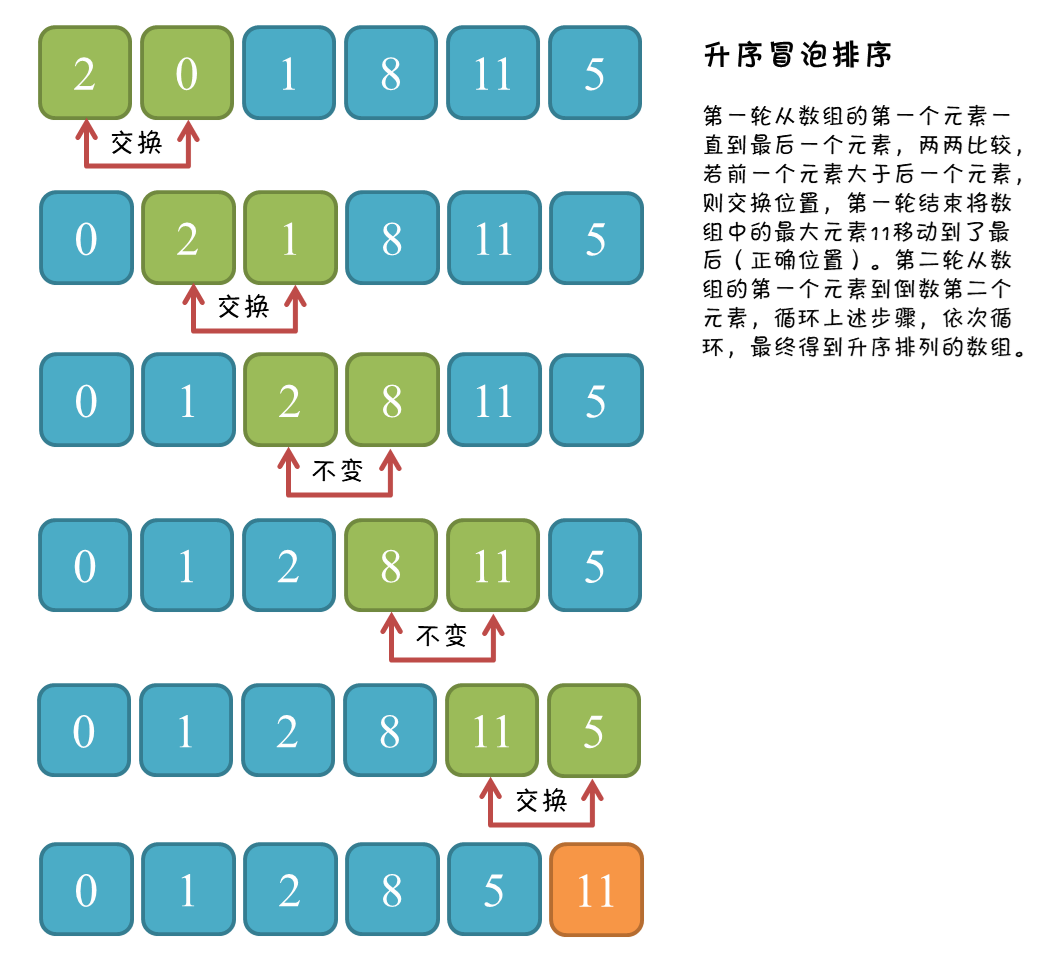 2 0 1 8 11 5
交换
0 2 1 8 11 5
交换
0 1 2 8 11 5
不变
0 1 2 8 11 5
不变
0 1 2 8 11 5
交换
0 1 2 8 5 11
升序冒泡排序
第一轮从数组的第一个元素一
直到最后一个元素，两两比较，
若前一个元素大于后一个元素，
则交换位置，第一轮结束将数
组中的最大元素11移动到了最
后（正确位置）。第二轮从数
组的第一个元素到倒数第二个
元素，循环上述步骤，依次循
环，最终得到升序排列的数组。